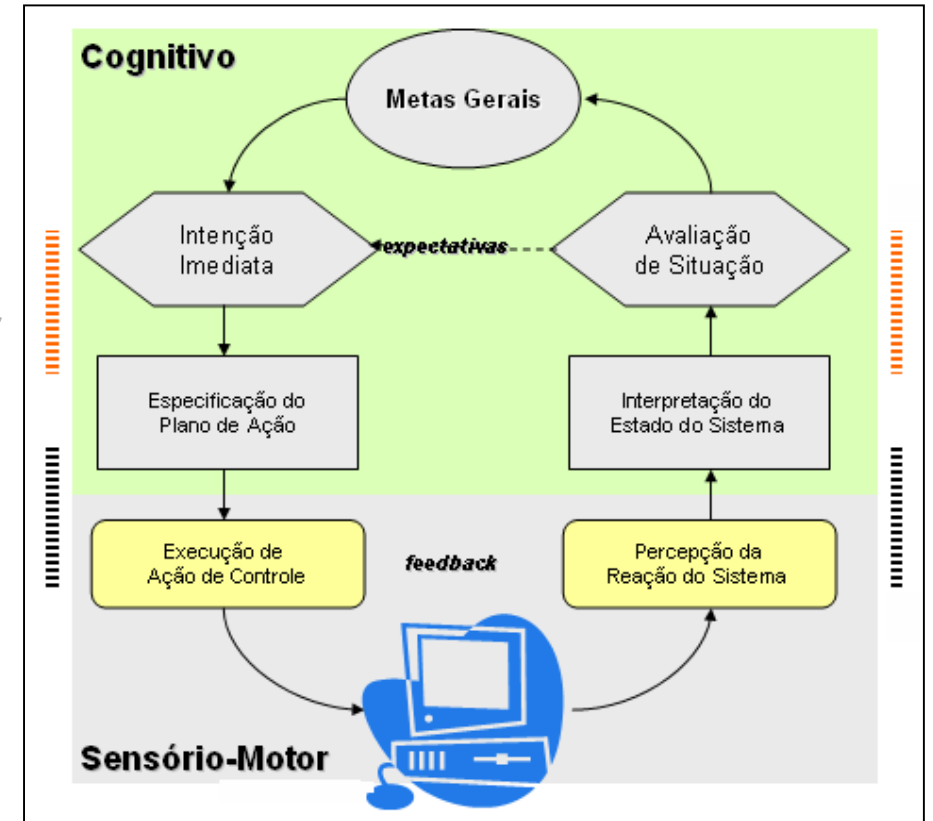 Cognitivo
Metas Gerais
Intenção
Imediata
expectativas
Avaliação
de Situação
Especificação do
Plano de Ação
Interpretação do
Estado do Sistema
Execução de
Ação de Controle
feedback
Percepção da
Reação do Sistema
Sensório-Motor